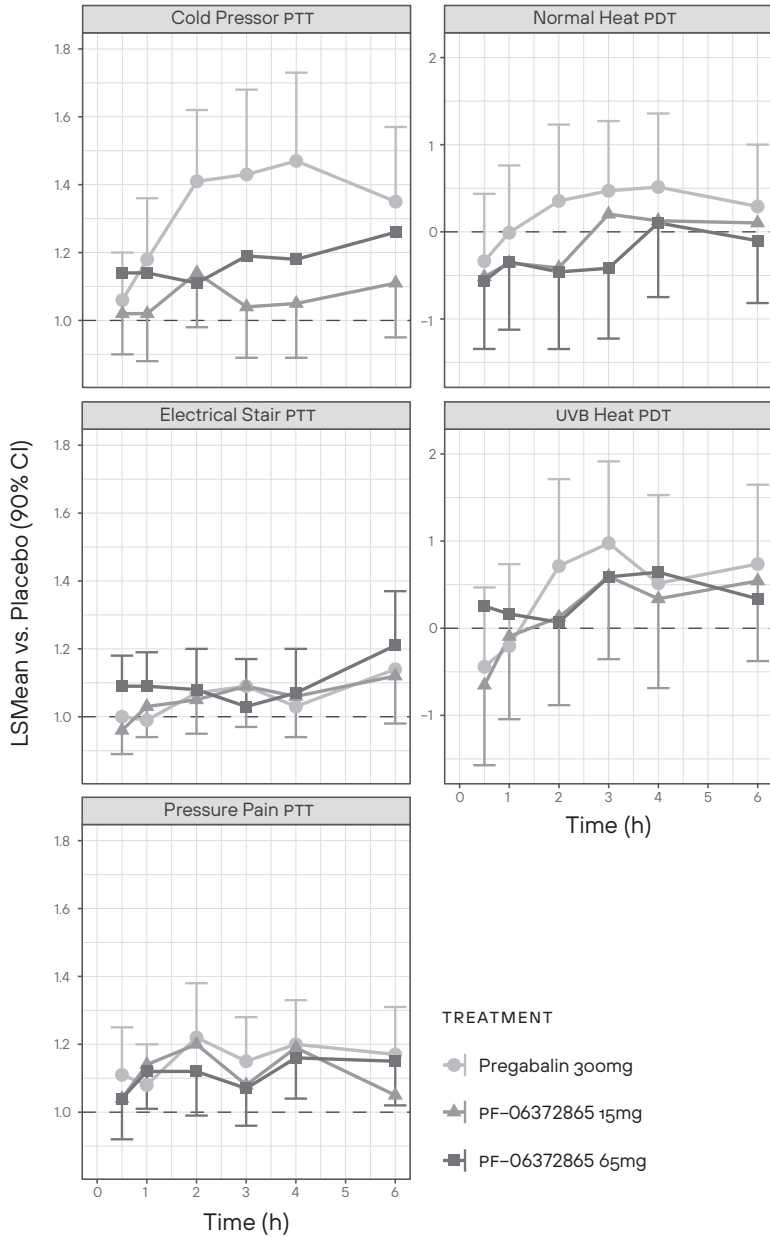 Cold Pressor PTT
1.8
1.6
1.4
1.2
1.0
Normal Heat PDT
2
1
0
−1
Electrical Stair PTT
1.8
1.6
1.4
1.2
1.0
UVB Heat PDT
2
1
0
−1
0 1 2 3 4 5 6
Time (h)
LSMean vs. Placebo (90% CI)
Pressure Pain PTT
1.8
1.6
1.4
1.2
1.0
0 1 2 3 4 5 6
Time (h)
TREATMENT
Pregabalin 300mg
PF-06372865 15mg
PF-06372865 65mg